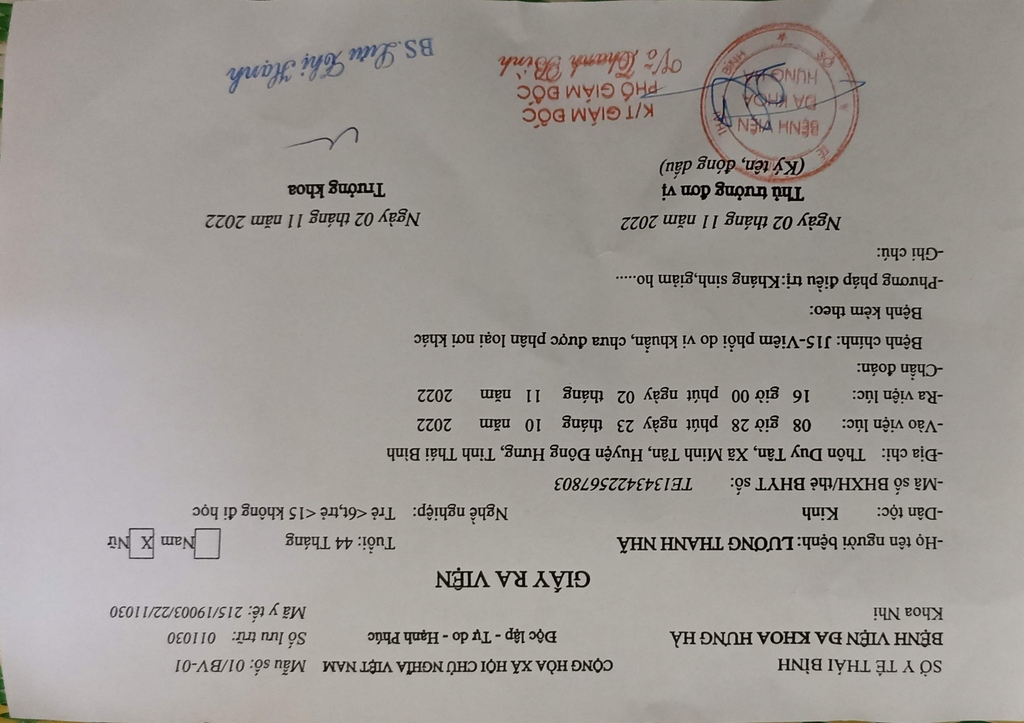 SỞ Y TẾ THÁI BÌNH
BỆNH VIỆN ĐA KHOA HƯNG HÀ
Khoa Nhi
CỘNG HÒA XÃ HỘI CHỦ NGHĨA VIỆT NAM
Độc lập - Tự do - Hạnh Phúc
Mẫu số: 01/BV-01
Số lưu trữ: 011030
Mã y tế: 215/19003/22/11030
GIẤY RA VIỆN
-Họ tên người bệnh: LƯƠNG THANH NHÃ Tuổi: 44 Tháng Nam X Nữ
-Dân tộc: Kinh Nghề nghiệp: Trẻ <6t,trẻ <15 không đi học
-Mã số BHXH/thẻ BHYT số: TE1343422567803
-Địa chỉ: Thôn Duy Tân, Xã Minh Tân, Huyện Đông Hưng, Tỉnh Thái Bình
-Vào viện lúc: 08 giờ 28 phút ngày 23 tháng 10 năm 2022
-Ra viện lúc: 16 giờ 00 phút ngày 02 tháng 11 năm 2022
-Chẩn đoán:
Bệnh chính: J15-Viêm phổi do vi khuẩn, chưa được phân loại nơi khác
Bệnh kèm theo:
-Phương pháp điều trị:Kháng sinh,giảm ho.....
-Ghi chú:
Ngày 02 tháng 11 năm 2022
Thủ trưởng đơn vị
(Ký tên, đóng dấu)
BỆNH VIỆN
ĐA KHOA
HƯNG HÀ
K/T GIÁM ĐỐC
PHÓ GIÁM ĐỐC
Võ Thanh Bình
Ngày 02 tháng 11 năm 2022
Trưởng khoa
BS. Lưu Thị Hạnh